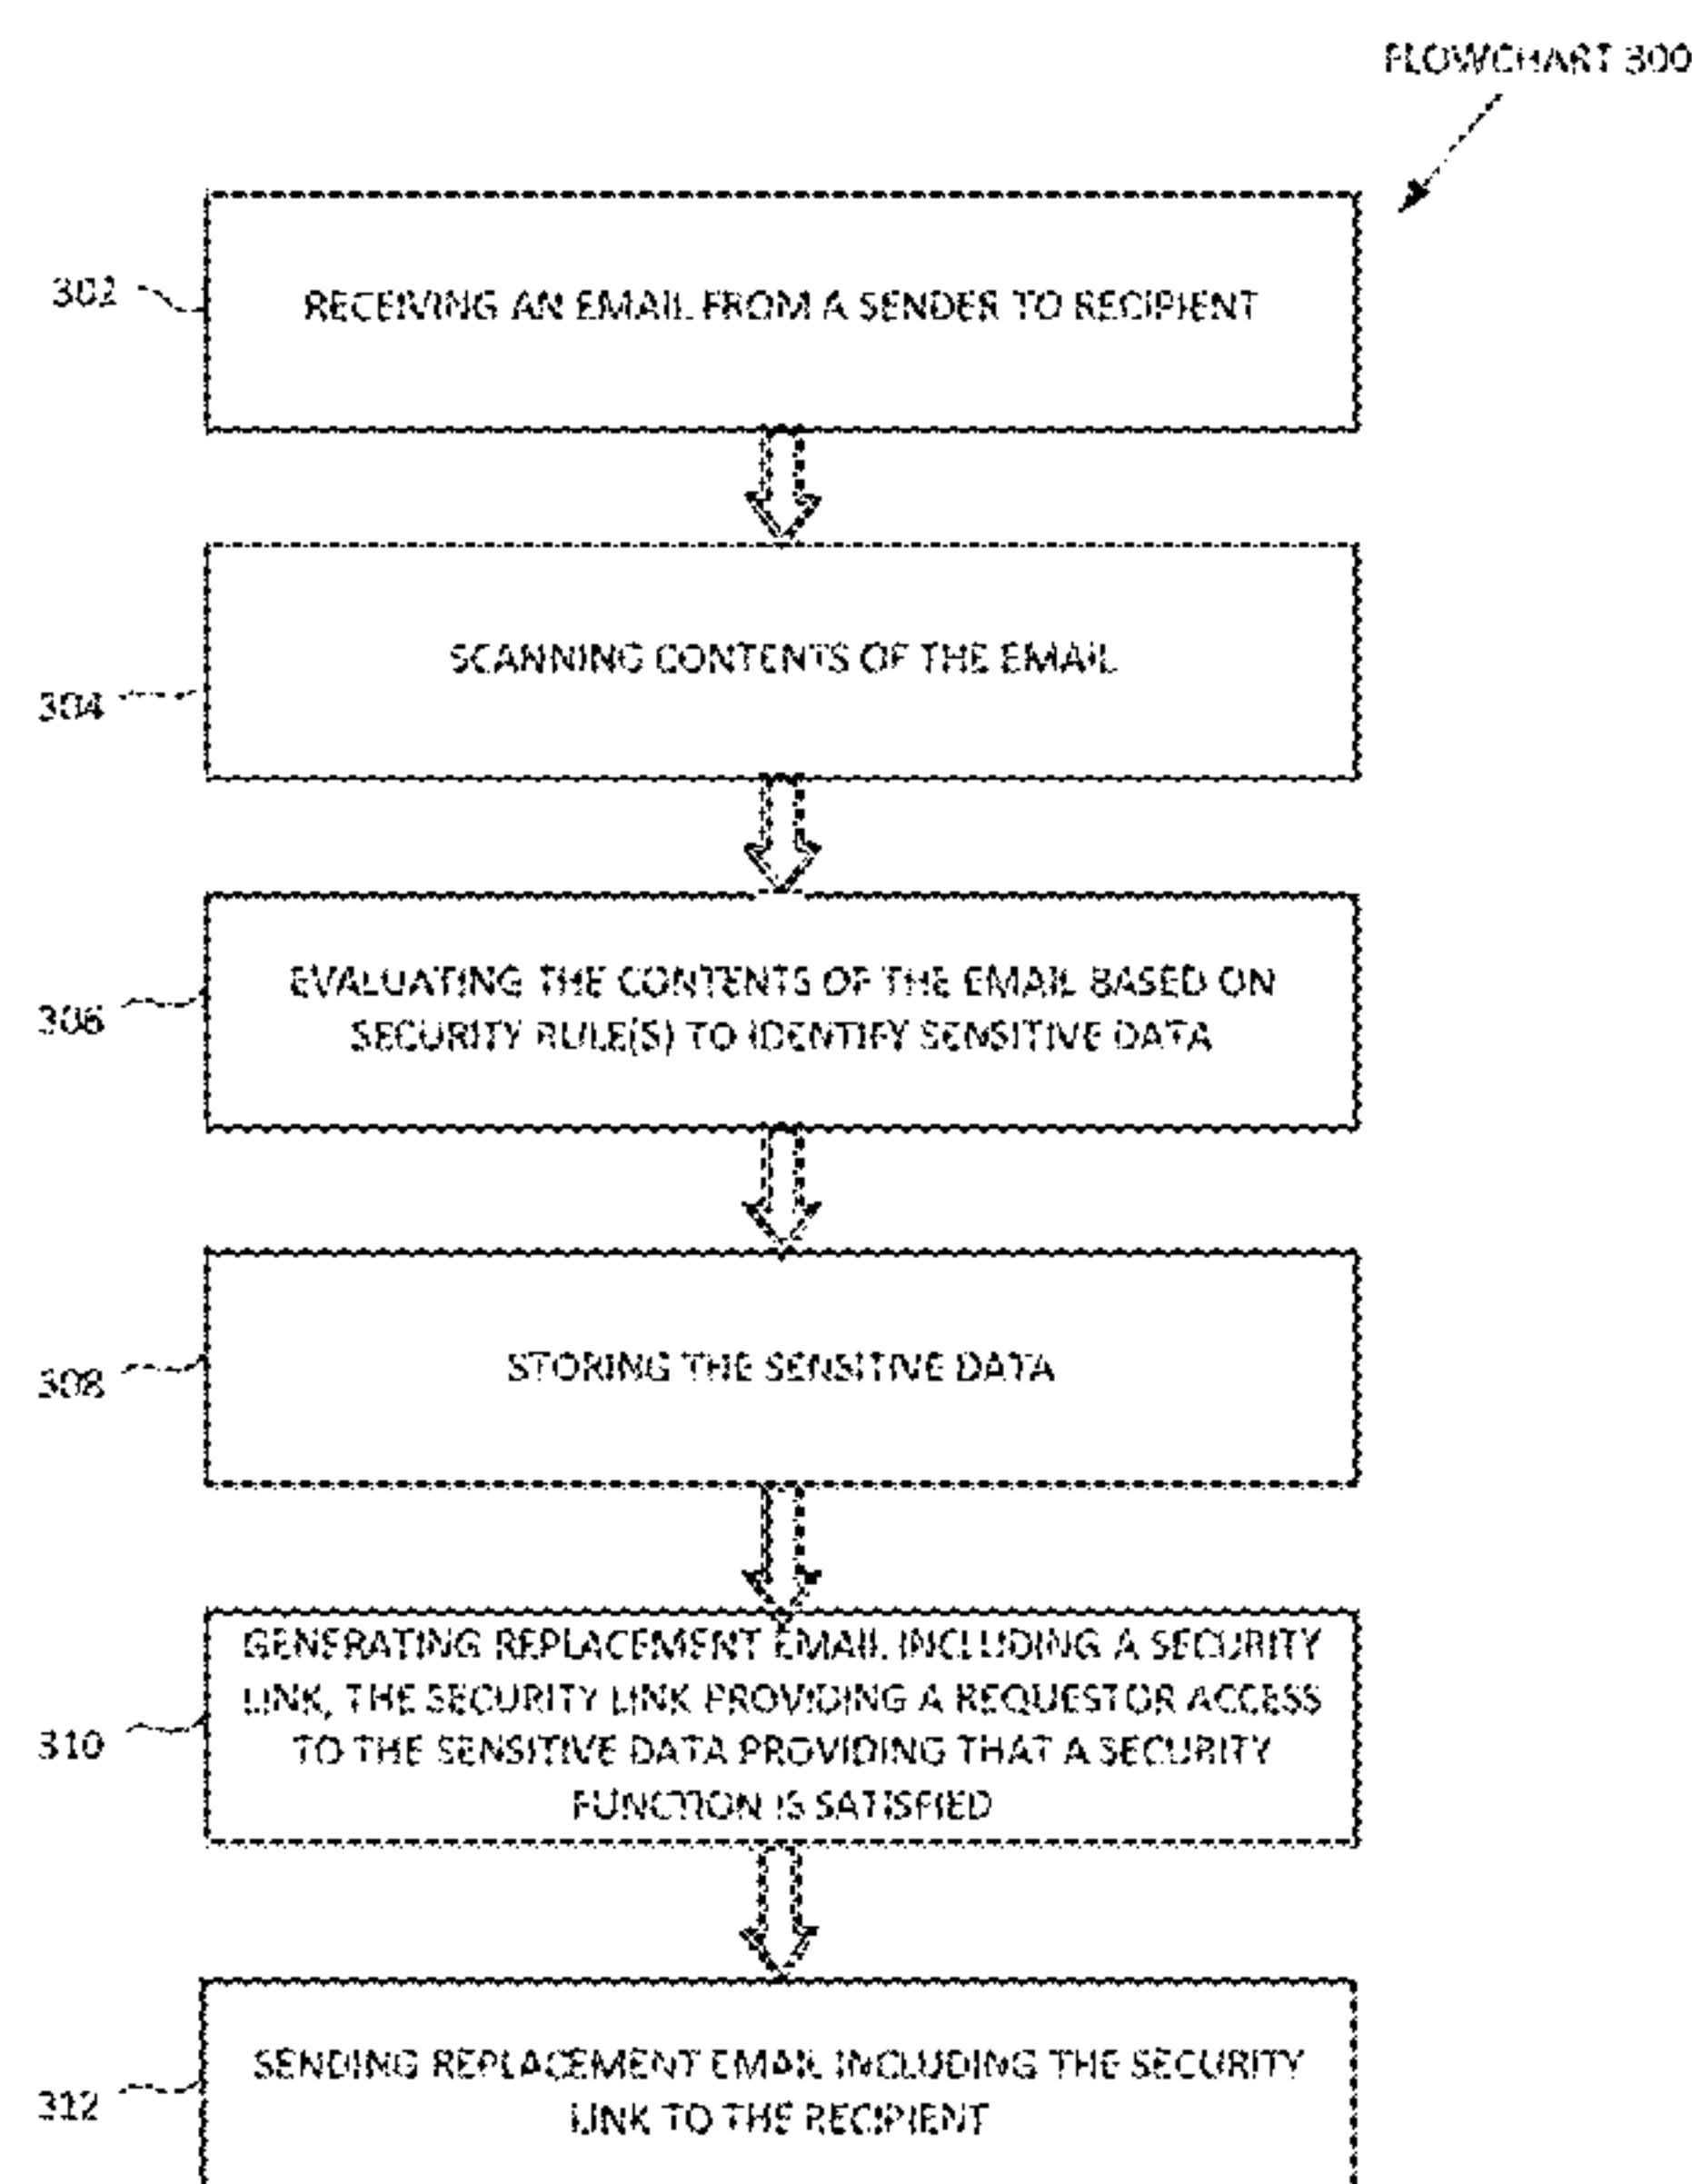 FLOWCHART 300
302
RECEIVING AN EMAIL FROM A SENDER TO RECIPIENT
304
SCANNING CONTENTS OF THE EMAIL
306
EVALUATING THE CONTENTS OF THE EMAIL BASED ON
SECURITY RULE(S) TO IDENTIFY SENSITIVE DATA
308
STORING THE SENSITIVE DATA
310
GENERATING REPLACEMENT EMAIL INCLUDING A SECURITY
LINK, THE SECURITY LINK PROVIDING A REQUESTOR ACCESS
TO THE SENSITIVE DATA PROVIDING THAT A SECURITY
FUNCTION IS SATISFIED
312
SENDING REPLACEMENT EMAIL INCLUDING THE SECURITY
LINK TO THE RECIPIENT